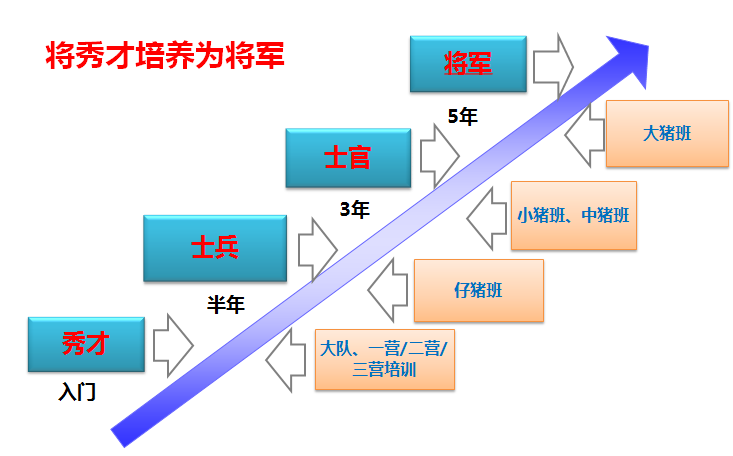 将秀才培养为将军
将军
5年
大猪班
士官
3年
小猪班、中猪班
士兵
半年
仔猪班
秀才
入门
大队、一营/二营/
三营培训